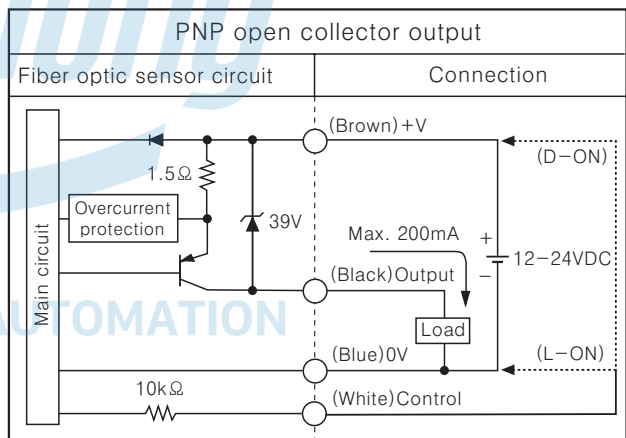 PNP open collector output
Fiber optic sensor circuit
Connection
(Brown)+V
(D-ON)
1.5Ω
Overcurrent
protection
39V
Max. 200mA
+
12-24VDC
-
Main circuit
(Black)Output
Load
AUTOMATION
(Blue)0V
(L-ON)
10kΩ
(White)Control